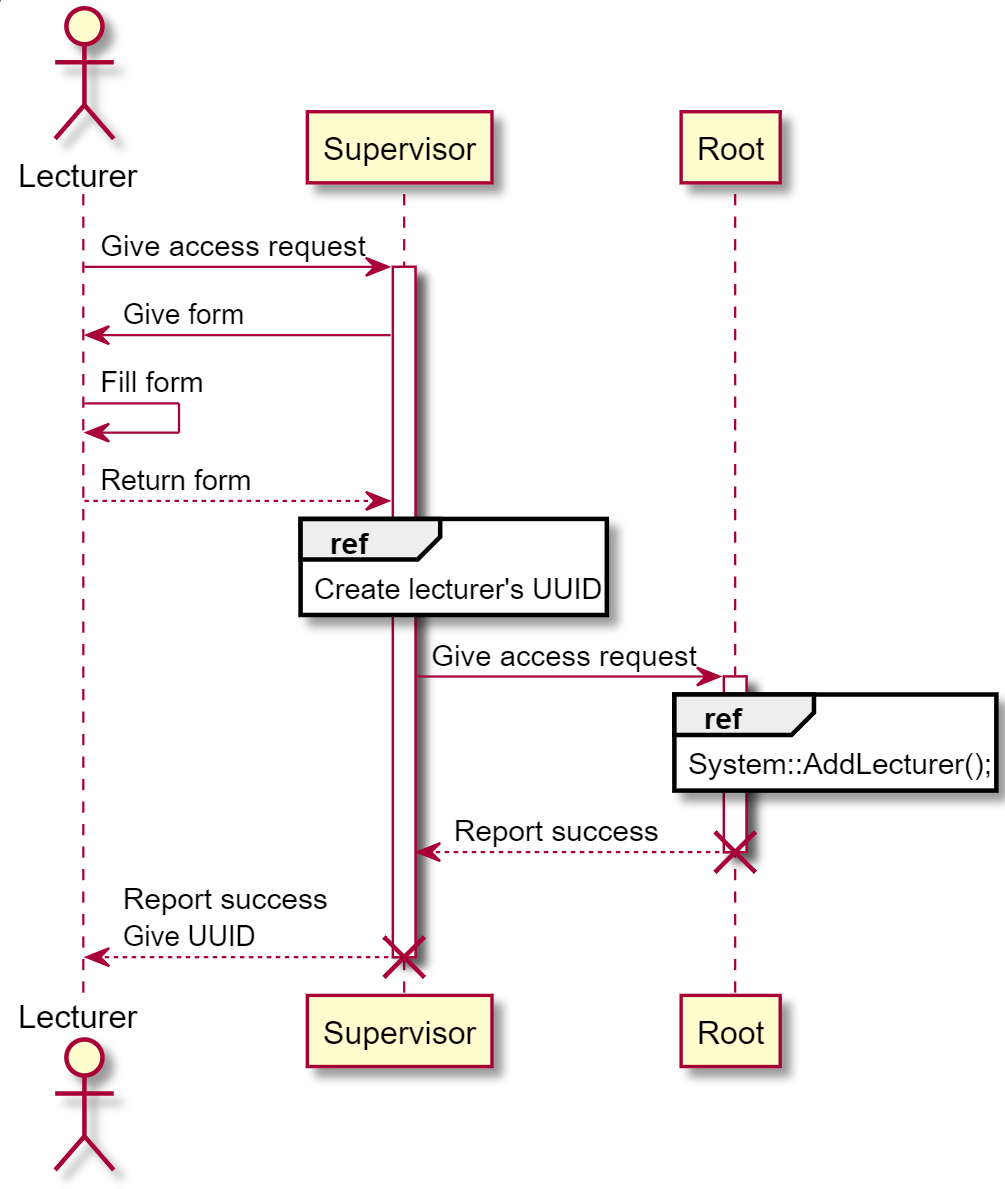 Lecturer
Supervisor
Root
Give access request
Give form
Fill form
Return form
ref
Create lecturer's UUID
Give access request
ref
System::AddLecturer();
Report success
Report success
Give UUID
Lecturer
Supervisor
Root